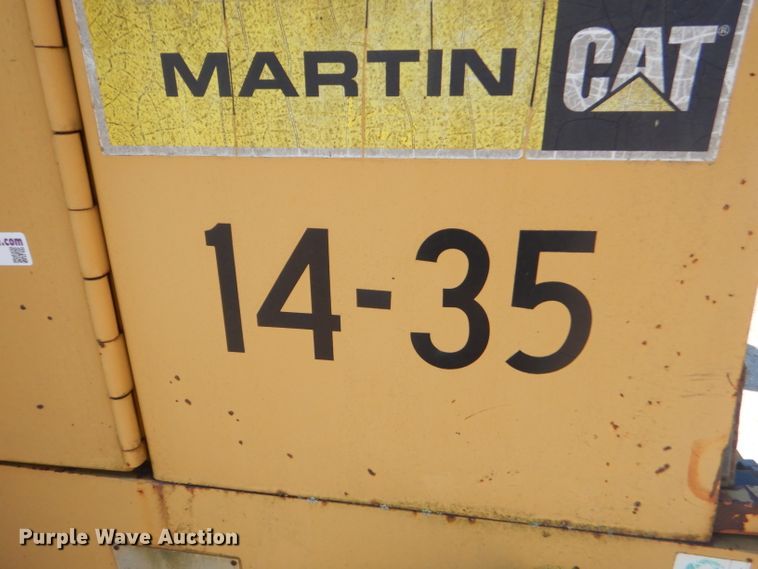 MARTIN CAT®
14-35
.com
Purple Wave Auction